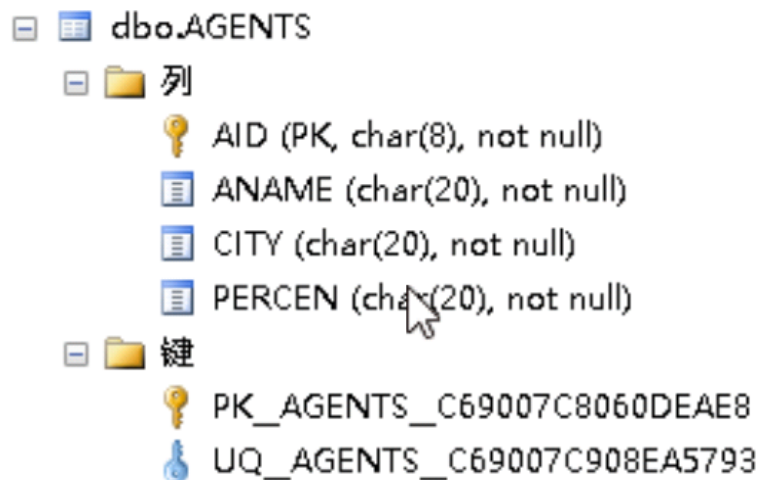 dbo.AGENTS
列
AID (PK, char(8), not null)
ANAME (char(20), not null)
CITY (char(20), not null)
PERCEN (char(20), not null)
键
PK__AGENTS__C69007C8060DEAE8
UQ__AGENTS__C69007C908EA5793